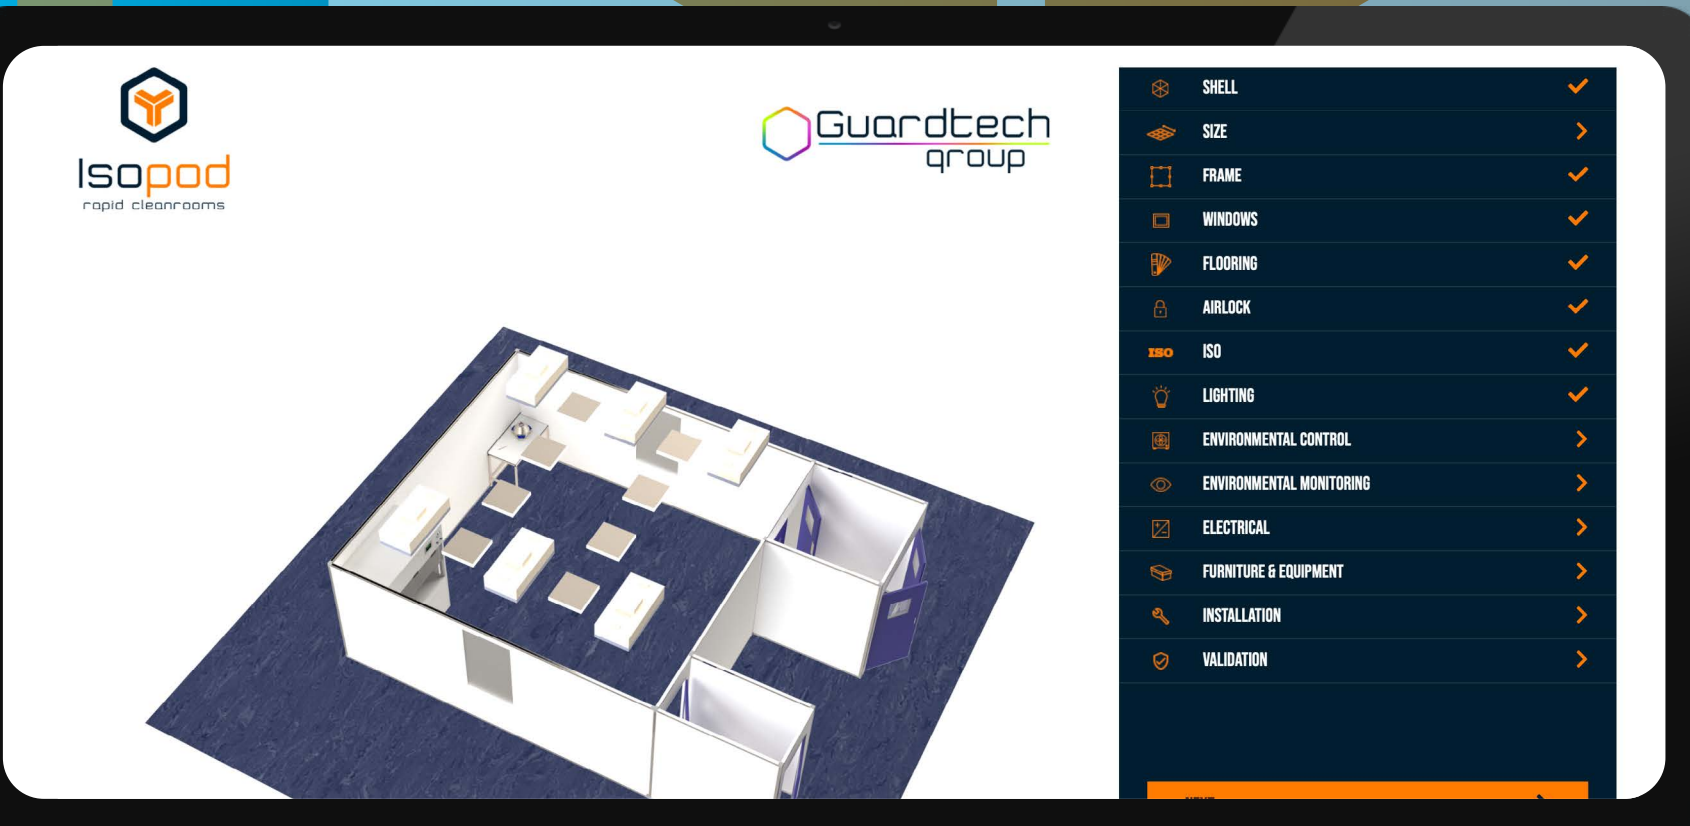 Isopod
rapid cleanrooms
Guardtech
group
SHELL
SIZE
FRAME
WINDOWS
FLOORING
AIRLOCK
ISO ISO
LIGHTING
ENVIRONMENTAL CONTROL
ENVIRONMENTAL MONITORING
ELECTRICAL
FURNITURE & EQUIPMENT
INSTALLATION
VALIDATION